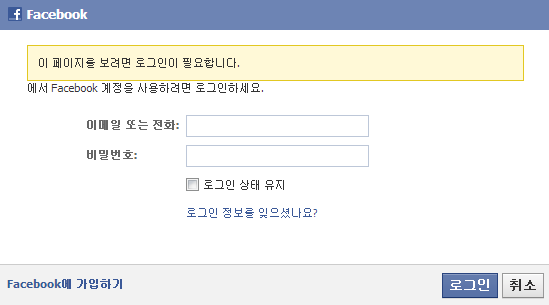 Facebook
이 페이지를 보려면 로그인이 필요합니다.
에서 Facebook 계정을 사용하려면 로그인하세요.
이메일 또는 전화:
비밀번호:
로그인 상태 유지
로그인 정보를 잊으셨나요?
Facebook에 가입하기
로그인 취소